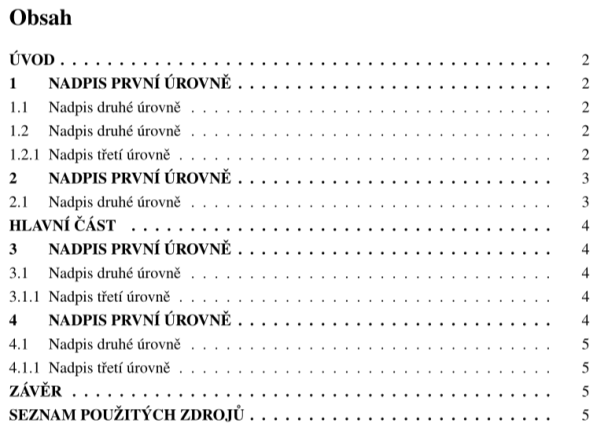 Obsah
ÚVOD . . . . . . . . . . . . . . . . . . . . . . . . . . . . . . . . . . . . . . . . . . 2
1 NADPIS PRVNÍ ÚROVNĚ . . . . . . . . . . . . . . . . . . . . . . . . . . . 2
1.1 Nadpis druhé úrovně . . . . . . . . . . . . . . . . . . . . . . . . . . . . . . . 2
1.2 Nadpis druhé úrovně . . . . . . . . . . . . . . . . . . . . . . . . . . . . . . . 2
1.2.1 Nadpis třetí úrovně . . . . . . . . . . . . . . . . . . . . . . . . . . . . . . . . 2
2 NADPIS PRVNÍ ÚROVNĚ . . . . . . . . . . . . . . . . . . . . . . . . . . . 3
2.1 Nadpis druhé úrovně . . . . . . . . . . . . . . . . . . . . . . . . . . . . . . . 3
HLAVNÍ ČÁST . . . . . . . . . . . . . . . . . . . . . . . . . . . . . . . . . . . . 4
3 NADPIS PRVNÍ ÚROVNĚ . . . . . . . . . . . . . . . . . . . . . . . . . . . 4
3.1 Nadpis druhé úrovně . . . . . . . . . . . . . . . . . . . . . . . . . . . . . . . 4
3.1.1 Nadpis třetí úrovně . . . . . . . . . . . . . . . . . . . . . . . . . . . . . . . . 4
4 NADPIS PRVNÍ ÚROVNĚ . . . . . . . . . . . . . . . . . . . . . . . . . . . 4
4.1 Nadpis druhé úrovně . . . . . . . . . . . . . . . . . . . . . . . . . . . . . . . 5
4.1.1 Nadpis třetí úrovně . . . . . . . . . . . . . . . . . . . . . . . . . . . . . . . . 5
ZÁVĚR . . . . . . . . . . . . . . . . . . . . . . . . . . . . . . . . . . . . . . . . . 5
SEZNAM POUŽITÝCH ZDROJŮ . . . . . . . . . . . . . . . . . . . . . . . . . . 5